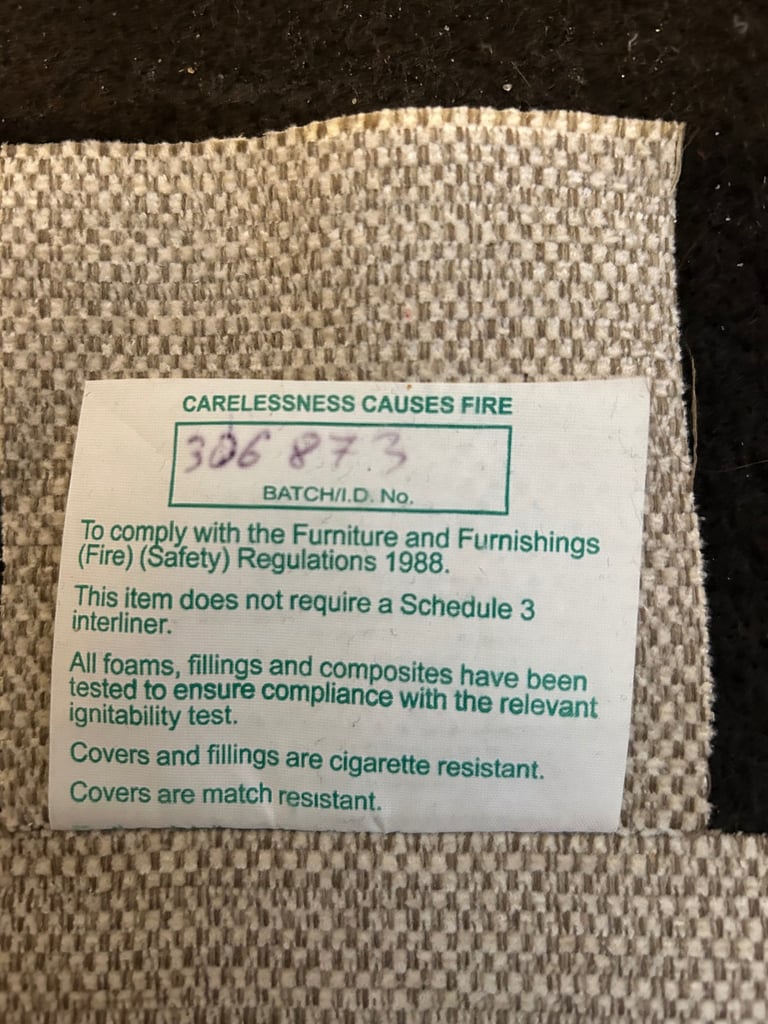 CARELESSNESS CAUSES FIRE
306873
BATCH/I.D. No.
To comply with the Furniture and Furnishings
(Fire) (Safety) Regulations 1988.
This item does not require a Schedule 3
interliner.
All foams, fillings and composites have been
tested to ensure compliance with the relevant
ignitability test.
Covers and fillings are cigarette resistant.
Covers are match resistant.